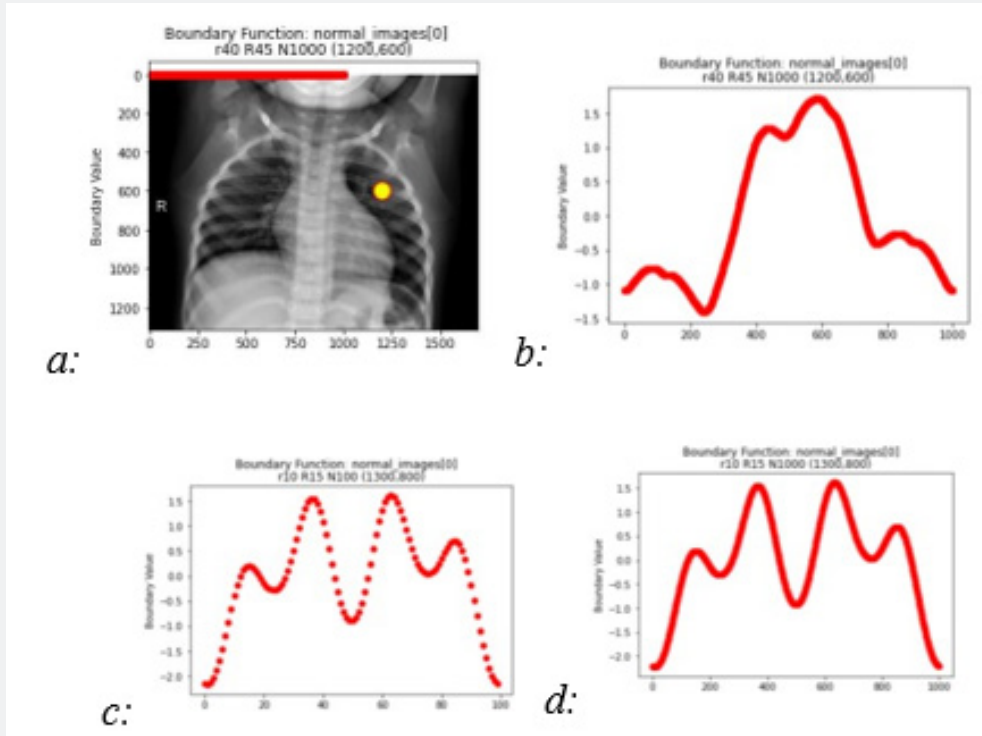 Boundary Function: normal_images[0]
r40 R45 N1000 (1200,600)
Boundary Value
0
200
400
600
800
1000
1200
R
0 250 500 750 1000 1250 1500
a:
Boundary Function: normal_images[0]
r40 R45 N1000 (1200,600)
Boundary Value
1.5
1.0
0.5
0.0
−0.5
−1.0
−1.5
0 200 400 600 800 1000
b:
Boundary Function: normal_images[0]
r10 R15 N100 (1300,800)
Boundary Value
1.5
1.0
0.5
0.0
−0.5
−1.0
−1.5
−2.0
0 20 40 60 80 100
c:
Boundary Function: normal_images[0]
r10 R15 N1000 (1300,800)
Boundary Value
1.5
1.0
0.5
0.0
−0.5
−1.0
−1.5
−2.0
0 200 400 600 800 1000
d: